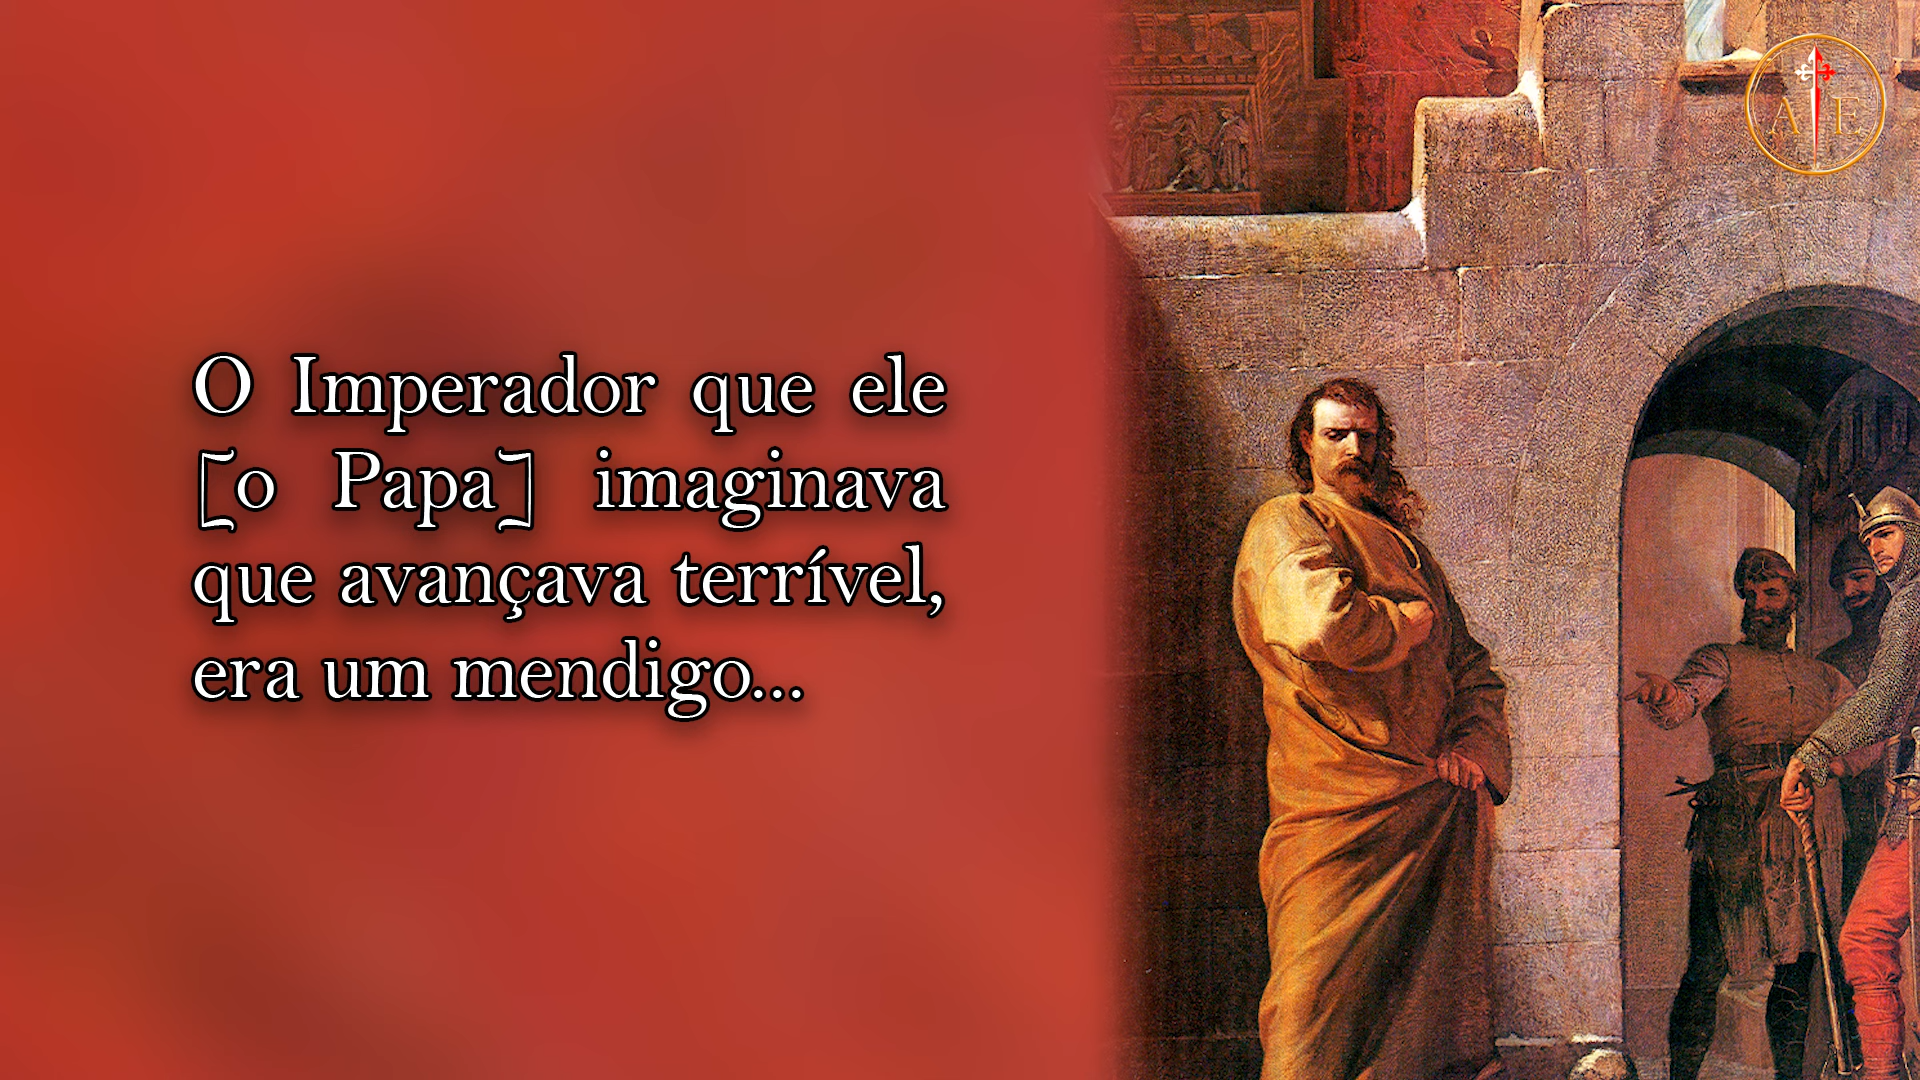 O Imperador que ele
[o Papa] imaginava
que avançava terrível,
era um mendigo...
A E